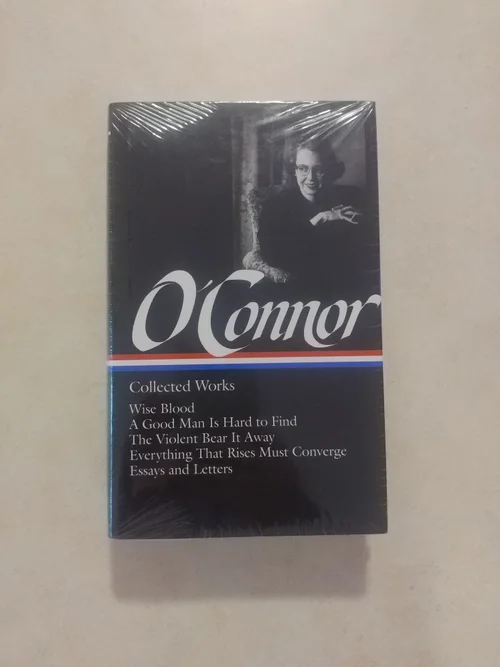 O'Connor
Collected Works
Wise Blood
A Good Man Is Hard to Find
The Violent Bear It Away
Everything That Rises Must Converge
Essays and Letters